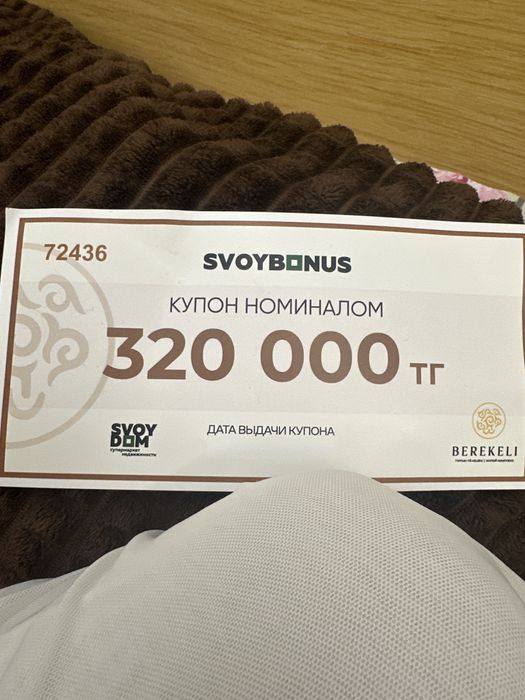 72436
SVOYBONUS
КУПОН НОМИНАЛОМ
320 000 тг
SVOY
DOM
супермаркет
недвижимости
ДАТА ВЫДАЧИ КУПОНА
BEREKELI